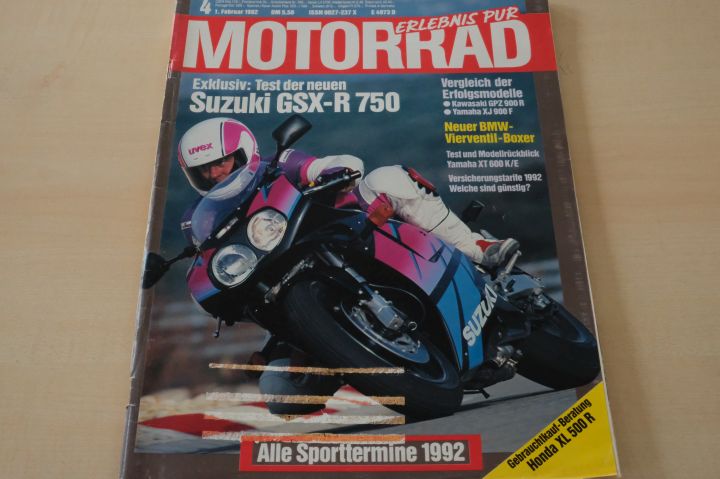 4
7. Februar 1992 DM 5,50 ISSN 0027-237 X E 4973 D
ERLEBNIS PUR
MOTORRAD
Exklusiv: Test der neuen
Suzuki GSX-R 750
Vergleich der
Erfolgsmodelle
● Kawasaki GPZ 900 R
● Yamaha XJ 900 F
Neuer BMW-
Vierventil-Boxer
Test und Modellrückblick
Yamaha XT 600 K/E
Versicherungstarife 1992
Welche sind günstig?
uvex
SUZUKI
Gebrauchtkauf-Beratung
Honda XL 500 R
Alle Sporttermine 1992